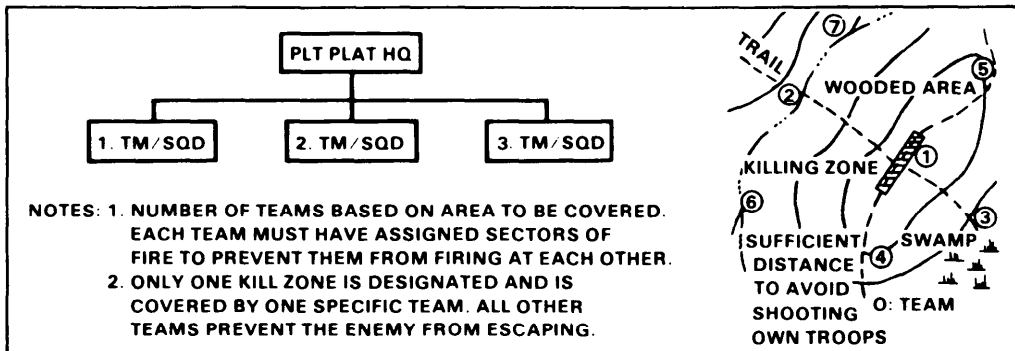 PLT PLAT HQ
1. TM/SQD
2. TM/SQD
3. TM/SQD
NOTES: 1. NUMBER OF TEAMS BASED ON AREA TO BE COVERED.
EACH TEAM MUST HAVE ASSIGNED SECTORS OF
FIRE TO PREVENT THEM FROM FIRING AT EACH OTHER.
2. ONLY ONE KILL ZONE IS DESIGNATED AND IS
COVERED BY ONE SPECIFIC TEAM. ALL OTHER
TEAMS PREVENT THE ENEMY FROM ESCAPING.
7
TRAIL
2
WOODED AREA
5
KILLING ZONE
1
6
3
SUFFICIENT
DISTANCE
TO AVOID
SHOOTING
OWN TROOPS
4
SWAMP
O: TEAM